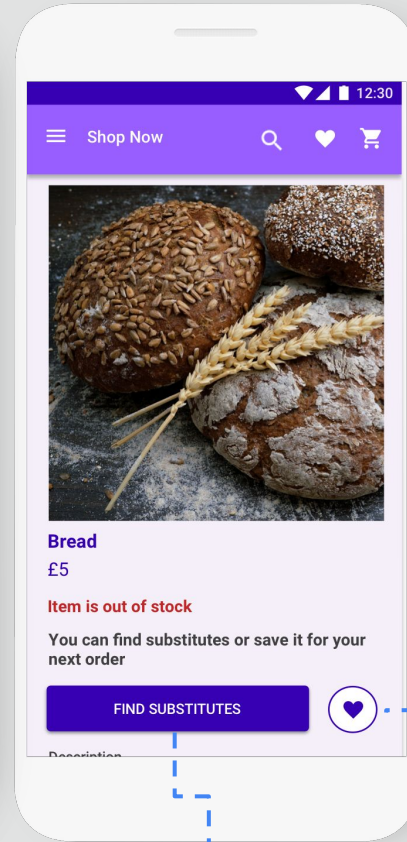 12:30
Shop Now
Bread
£5
Item is out of stock
You can find substitutes or save it for your
next order
FIND SUBSTITUTES
Description